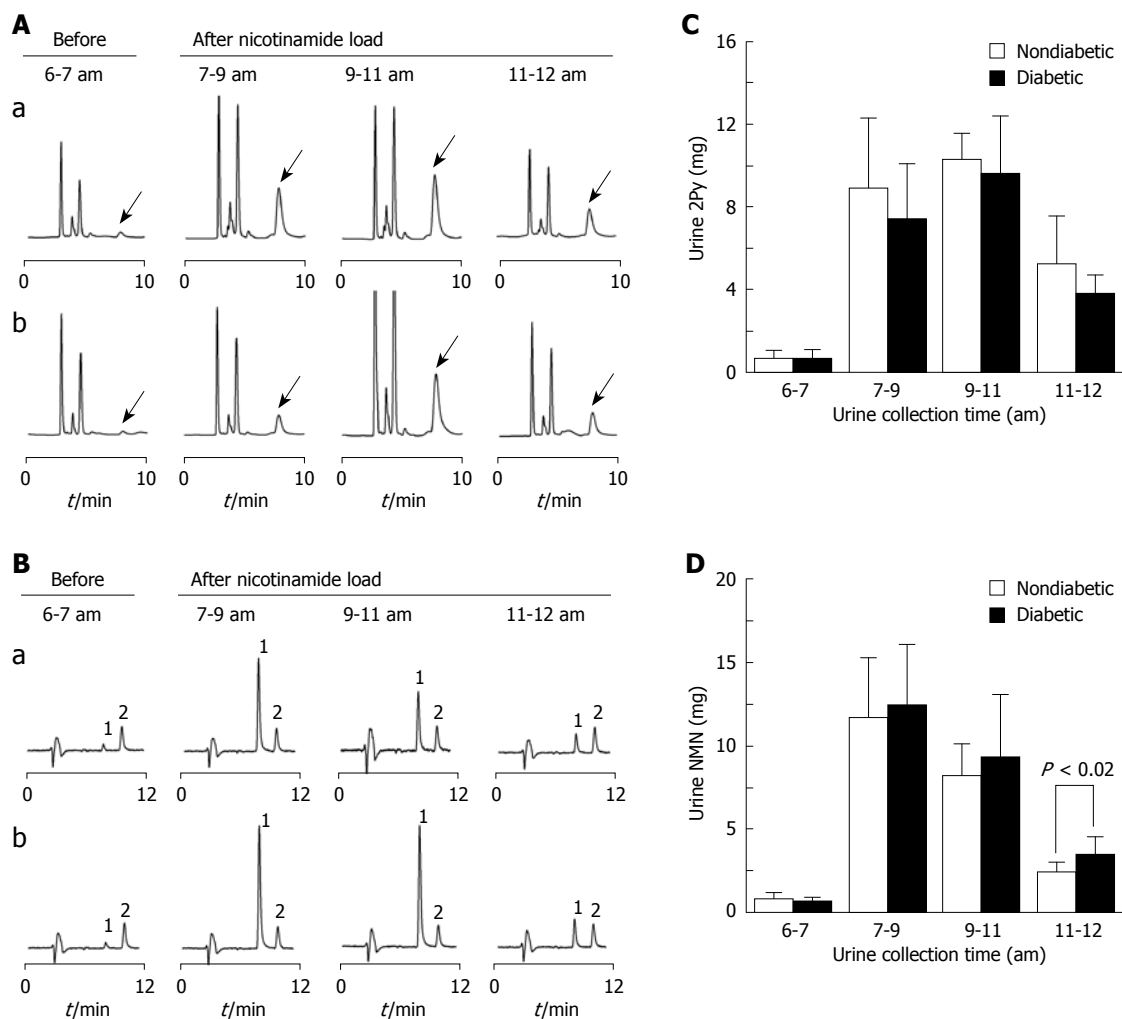 A
Before
After nicotinamide load
6-7 am
7-9 am
9-11 am
11-12 am
a
0
10
0
10
0
10
0
10
b
0
10
0
10
0
10
0
10
t/min
t/min
t/min
t/min
B
Before
After nicotinamide load
6-7 am
7-9 am
9-11 am
11-12 am
a
1
2
1
2
1
2
1
2
0
12
0
12
0
12
0
12
b
1
2
1
2
1
2
1
2
0
12
0
12
0
12
0
12
t/min
t/min
t/min
t/min
C
Nondiabetic
Diabetic
Urine 2Py (mg)
16
12
8
4
0
6-7
7-9
9-11
11-12
Urine collection time (am)
D
Nondiabetic
Diabetic
Urine NMN (mg)
20
15
10
5
0
P < 0.02
6-7
7-9
9-11
11-12
Urine collection time (am)